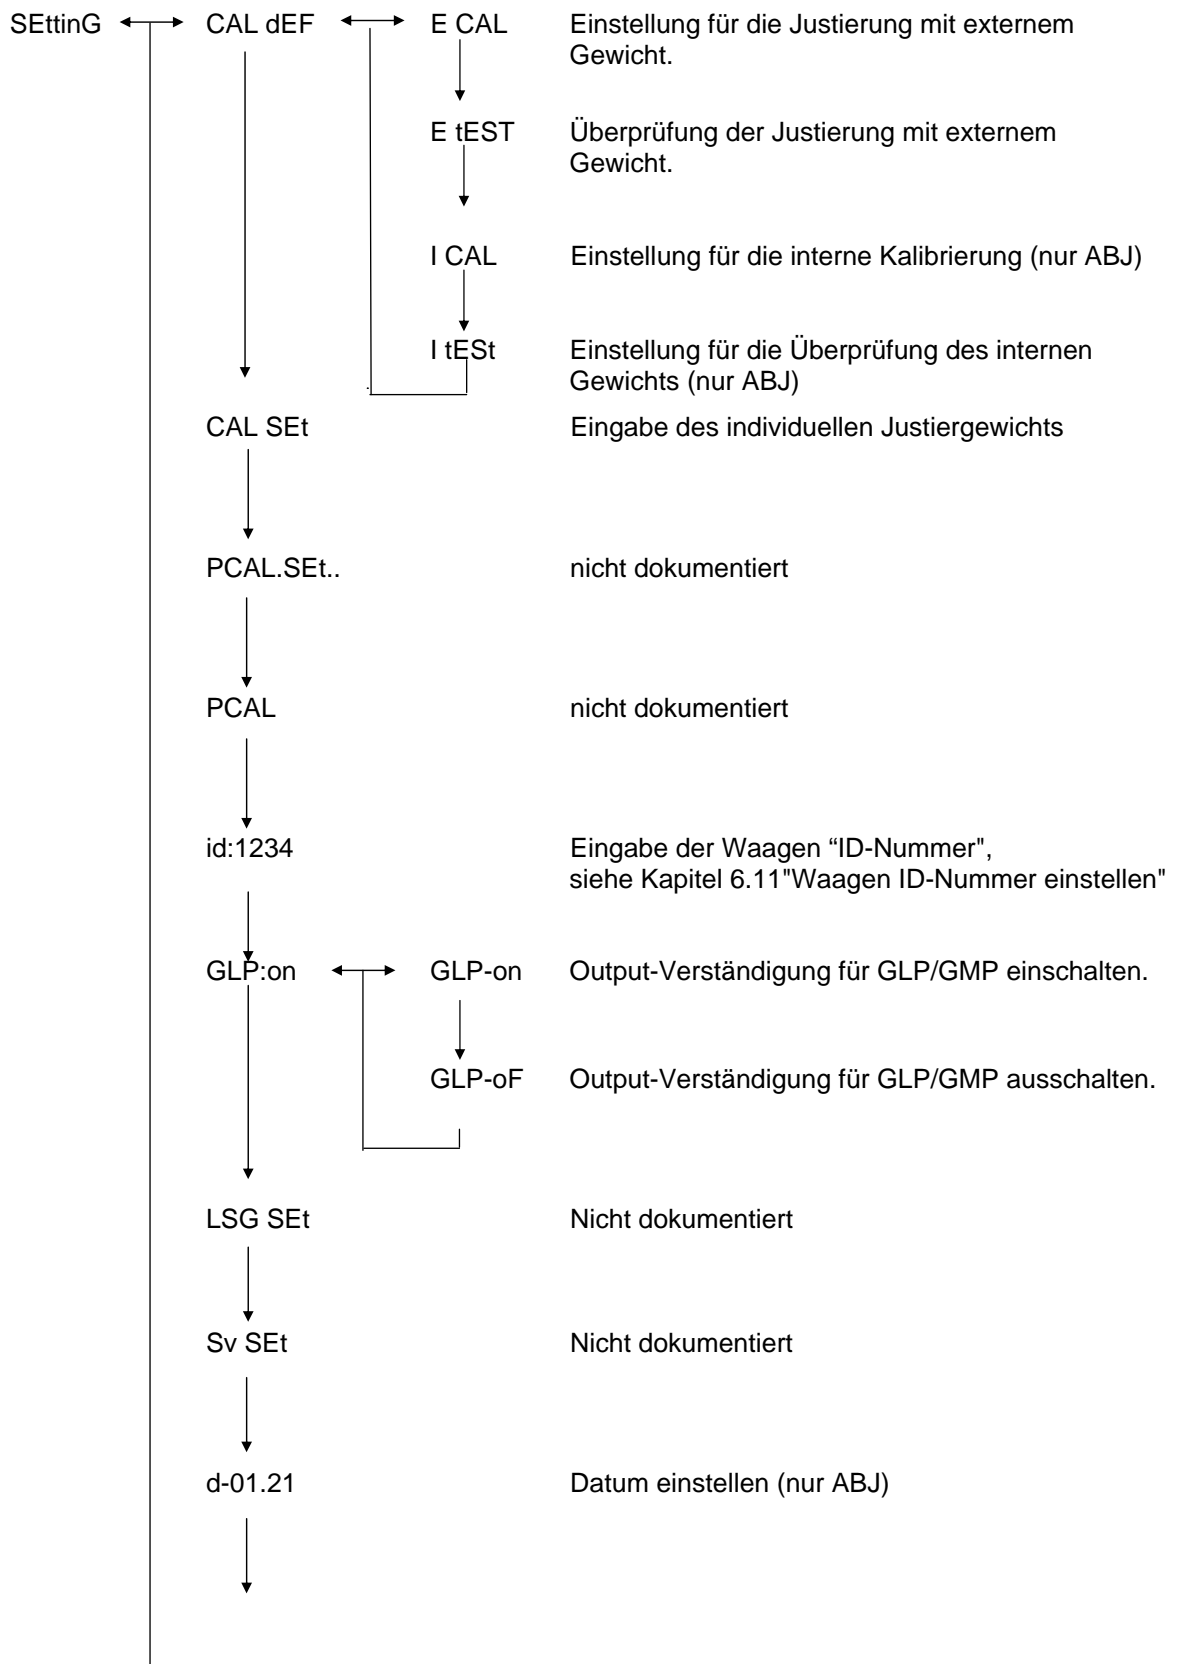 SEttinG CAL dEF E CAL Einstellung für die Justierung mit externem
Gewicht.
E tEST Überprüfung der Justierung mit externem
Gewicht.
I CAL Einstellung für die interne Kalibrierung (nur ABJ)
I tESt Einstellung für die Überprüfung des internen
Gewichts (nur ABJ)
CAL SEt Eingabe des individuellen Justiergewichts
PCAL.SEt.. nicht dokumentiert
PCAL nicht dokumentiert
id:1234 Eingabe der Waagen “ID-Nummer",
siehe Kapitel 6.11"Waagen ID-Nummer einstellen"
GLP:on GLP-on Output-Verständigung für GLP/GMP einschalten.
GLP-oF Output-Verständigung für GLP/GMP ausschalten.
LSG SEt Nicht dokumentiert
Sv SEt Nicht dokumentiert
d-01.21 Datum einstellen (nur ABJ)